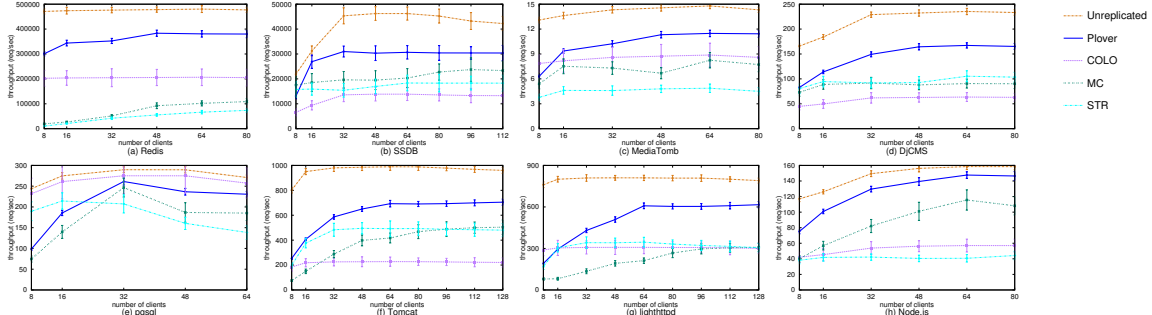 throughput (req/sec)
500000
400000
300000
200000
100000
0
8 16 32 48 64 80
number of clients
(a) Redis
throughput (req/sec)
50000
40000
30000
20000
10000
0
8 16 32 48 64 80 96 112
number of clients
(b) SSDB
throughput (req/sec)
15
12
9
6
3
0
8 16 32 48 64 80
number of clients
(c) MediaTomb
throughput (req/sec)
250
200
150
100
50
0
8 16 32 48 64 80
number of clients
(d) DjCMS
Unreplicated
Plover
COLO
MC
STR
throughput (req/sec)
300
250
200
150
100
50
0
8 16 32 48 64
number of clients
(e) pgsql
throughput (req/sec)
1000
800
600
400
200
0
8 16 32 48 64 80 96 112 128
number of clients
(f) Tomcat
throughput (req/sec)
900
600
300
0
8 16 32 48 64 80 96 112 128
number of clients
(g) lighthttpd
throughput (req/sec)
160
140
120
100
80
60
40
20
0
8 16 32 48 64 80
number of clients
(h) Node.js